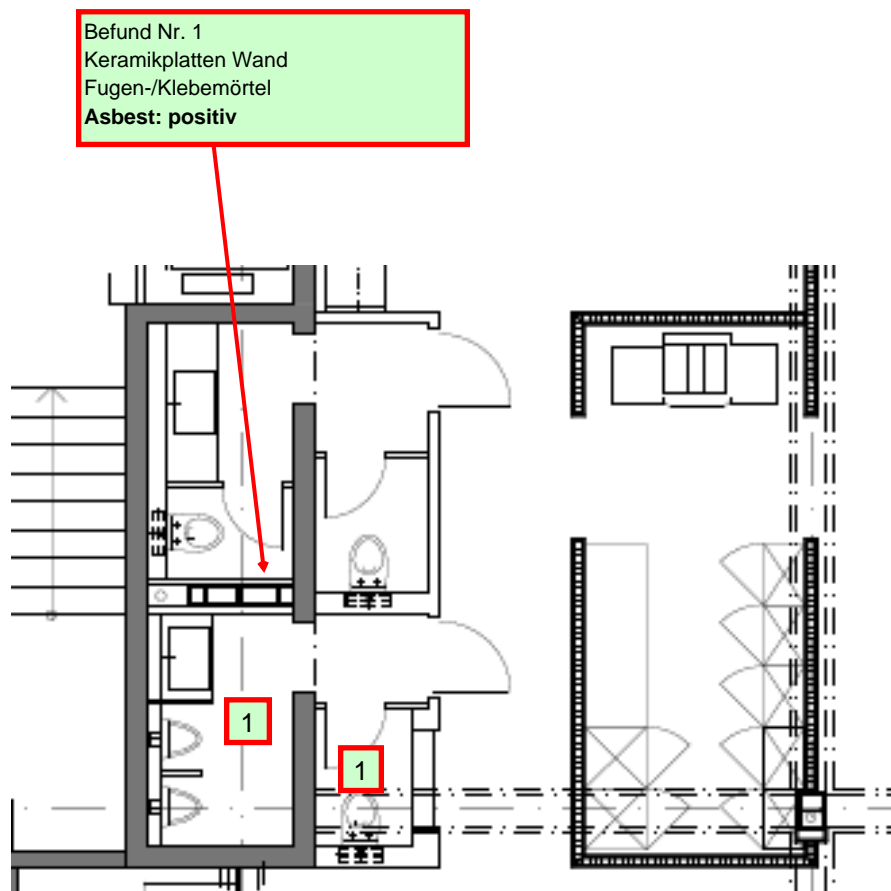 Befund Nr. 1
Keramikplatten Wand
Fugen-/Klebemörtel
Asbest: positiv
1
1